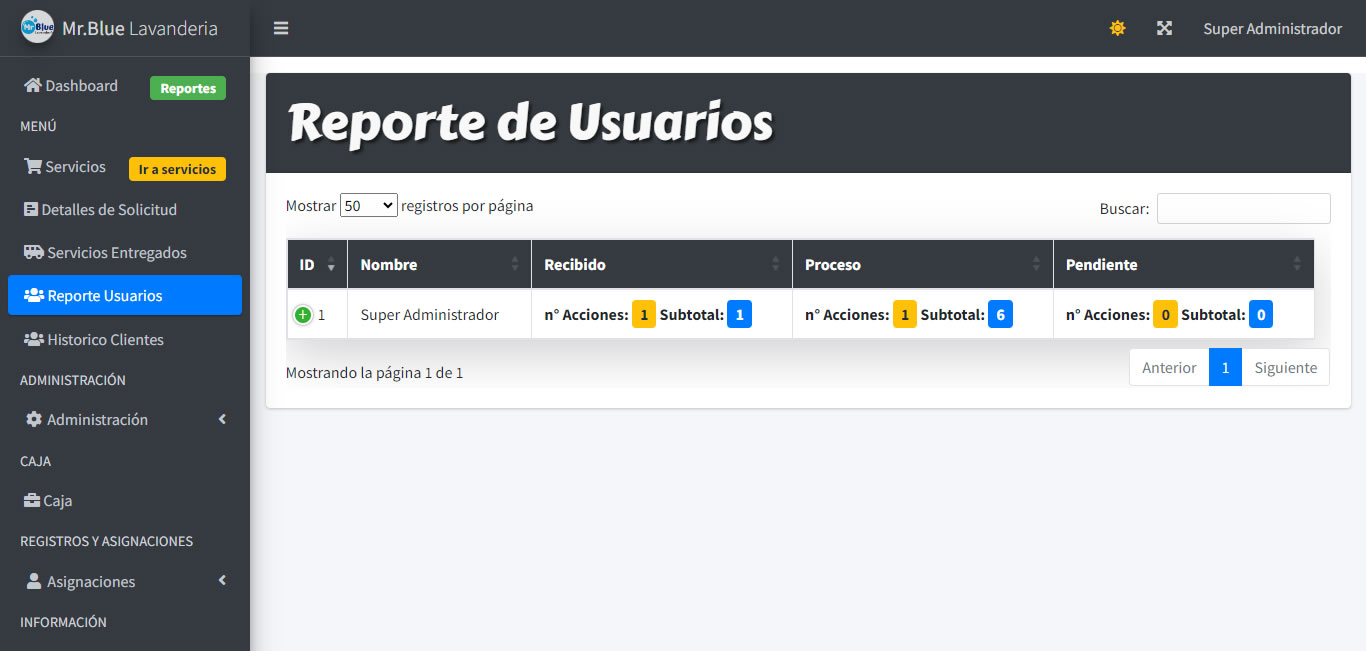 Mr.Blue Lavanderia
Super Administrador
Dashboard Reportes
MENÚ
Servicios Ir a servicios
Detalles de Solicitud
Servicios Entregados
Reporte Usuarios
Historico Clientes
ADMINISTRACIÓN
Administración
CAJA
Caja
REGISTROS Y ASIGNACIONES
Asignaciones
INFORMACIÓN
Reporte de Usuarios
Mostrar 50 registros por página
Buscar:
ID Nombre Recibido Proceso Pendiente
1 Super Administrador n° Acciones: 1 Subtotal: 1 n° Acciones: 1 Subtotal: 6 n° Acciones: 0 Subtotal: 0
Mostrando la página 1 de 1
Anterior 1 Siguiente